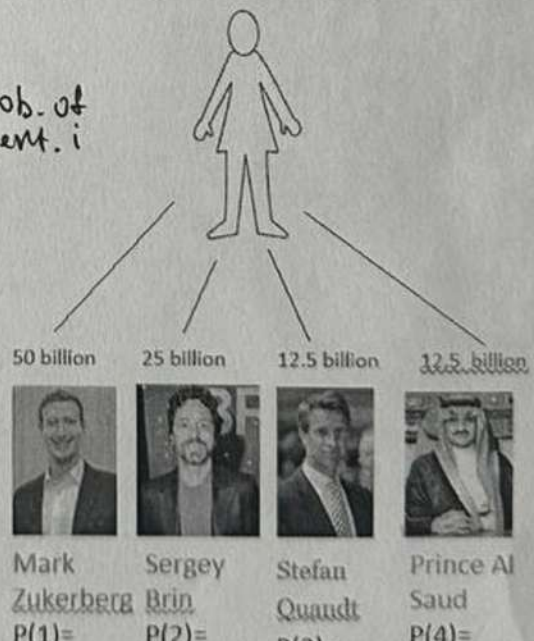 ob. of
ent. i
50 billion 25 billion 12.5 billion 12.5 billion
Mark Sergey Stefan Prince Al
Zukerberg Brin Quandt Saud
P(1)= P(2)= P(4)=